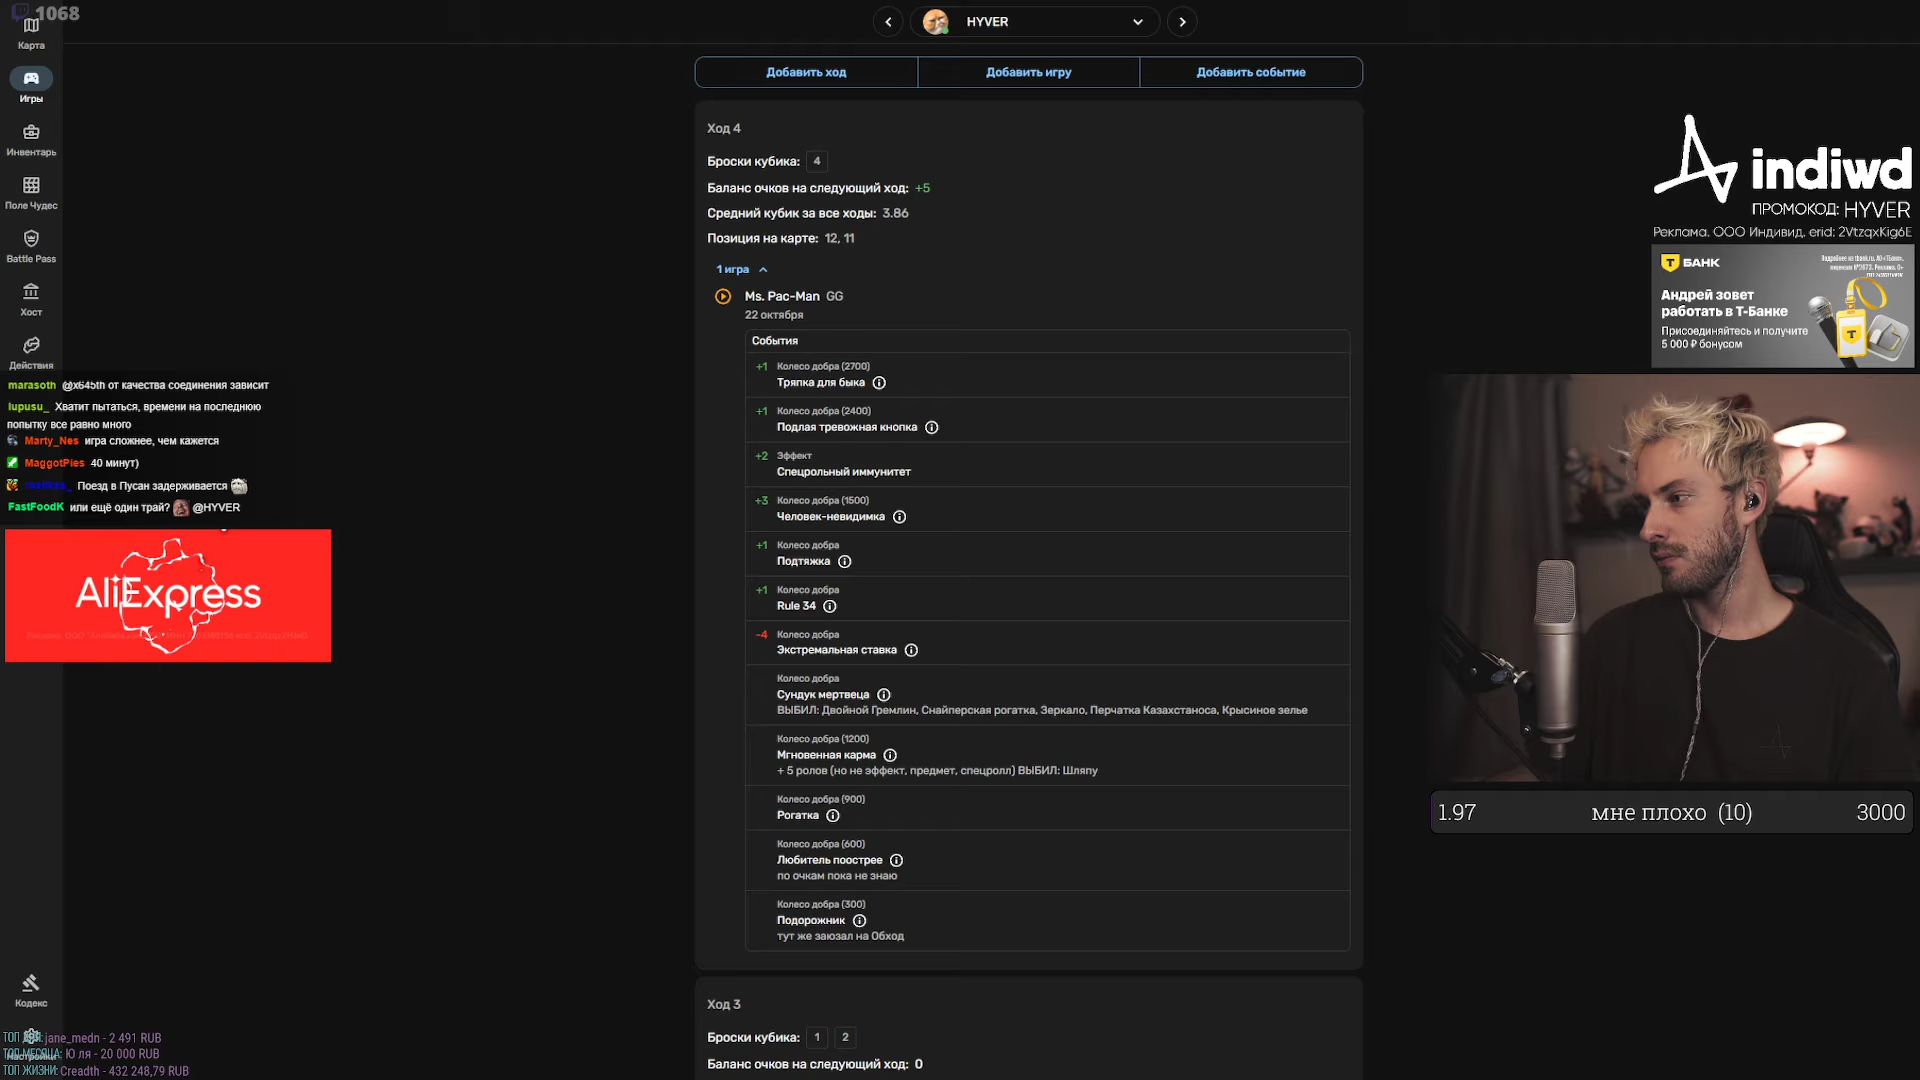 1068
Карта
Игры
Инвентарь
Поле Чудес
Battle Pass
Хост
Действия
marasoth @x645th от качества соединения зависит
lupusu_ Хватит пытаться, времени на последнюю
попытку все равно много
Marty_Nes игра сложнее, чем кажется
MaggotPies 40 минут)
Поезд в Пусан задерживается
FastFoodK или ещё один трай? @HYVER
AliExpress
Кодекс
Настройки
ТОП ДНЯ: jane_medn - 2 491 RUB
ТОП МЕСЯЦА: Ю ля - 20 000 RUB
ТОП ЖИЗНИ: Creadth - 432 248,79 RUB
HYVER
Добавить ход
Добавить игру
Добавить событие
Ход 4
Броски кубика: 4
Баланс очков на следующий ход: +5
Средний кубик за все ходы: 3.86
Позиция на карте: 12, 11
1 игра
Ms. Pac-Man GG
22 октября
События
+1 Колесо добра (2700)
Тряпка для быка
+1 Колесо добра (2400)
Подлая тревожная кнопка
+2 Эффект
Спецрольный иммунитет
+3 Колесо добра (1500)
Человек-невидимка
+1 Колесо добра
Подтяжка
+1 Колесо добра
Rule 34
-4 Колесо добра
Экстремальная ставка
Колесо добра
Сундук мертвеца
ВЫБИЛ: Двойной Гремлин, Снайперская рогатка, Зеркало, Перчатка Казахстаноса, Крысиное зелье
Колесо добра (1200)
Мгновенная карма
+ 5 ролов (но не эффект, предмет, спецролл) ВЫБИЛ: Шляпу
Колесо добра (900)
Рогатка
Колесо добра (600)
Любитель поострее
по очкам пока не знаю
Колесо добра (300)
Подорожник
тут же заюзал на Обход
Ход 3
Броски кубика: 1 2
Баланс очков на следующий ход: 0
indiwd
ПРОМОКОД: HYVER
Реклама. ООО Индивид, erid: 2VtzqxKig6E
Т БАНК
Андрей зовет
работать в Т-Банке
Присоединяйтесь и получите
5 000 ₽ бонусом
1.97 мне плохо (10) 3000